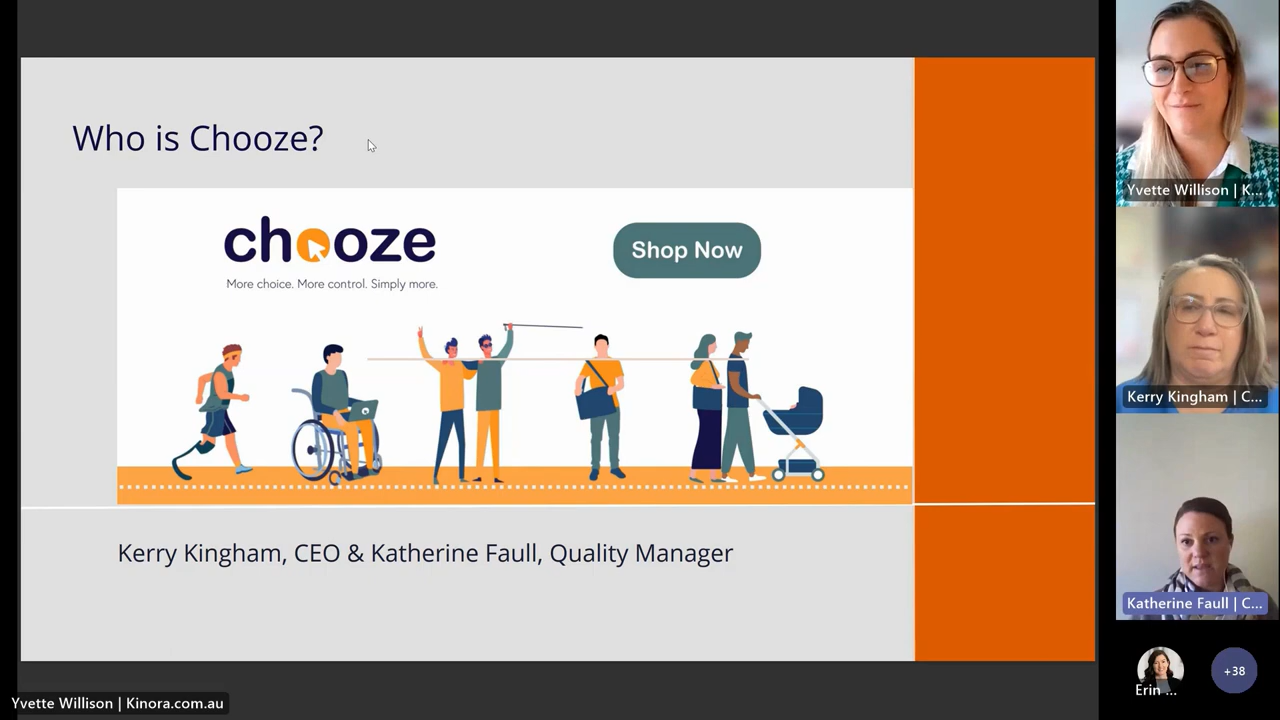 Who is Chooze?
chooze
More choice. More control. Simply more.
Shop Now
Kerry Kingham, CEO & Katherine Faull, Quality Manager
Yvette Willison | Kinora.com.au
Yvette Willison | K...
Kerry Kingham | C...
Katherine Faull | C...
Erin ...
+38